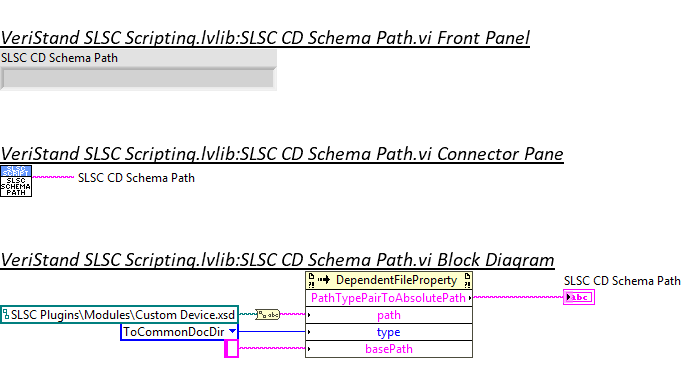 VeriStand SLSC Scripting.lvlib:SLSC CD Schema Path.vi Front Panel
SLSC CD Schema Path
VeriStand SLSC Scripting.lvlib:SLSC CD Schema Path.vi Connector Pane
SLSC
SCRIPT
SLSC
SCHEMA
PATH
SLSC CD Schema Path
VeriStand SLSC Scripting.lvlib:SLSC CD Schema Path.vi Block Diagram
DependentFileProperty
SLSC CD Schema Path
PathTypePairToAbsolutePath
abc
SLSC Plugins\Modules\Custom Device.xsd
abc
path
ToCommonDocDir
type
basePath